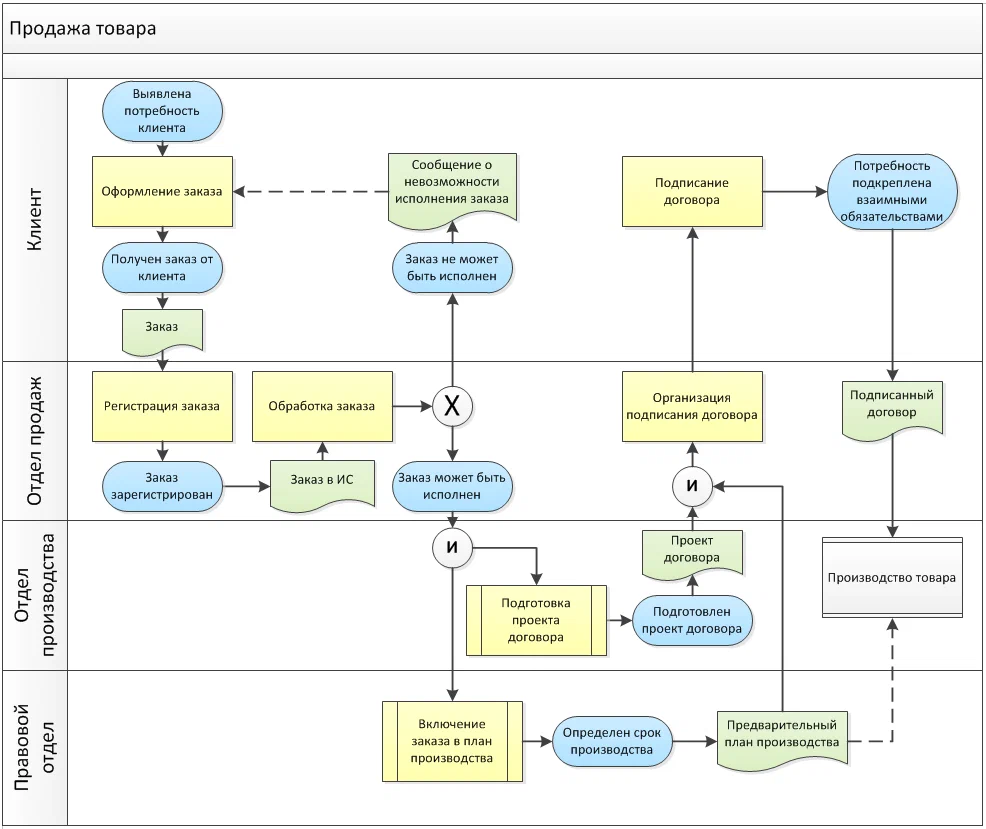 Продажа товара
Клиент
Выявлена
потребность
клиента
Оформление заказа
Получен заказ от
клиента
Заказ
Сообщение о
невозможности
исполнения заказа
Заказ не может
быть исполнен
Подписание
договора
Потребность
подкреплена
взаимными
обязательствами
Отдел продаж
Регистрация заказа
Заказ
зарегистрирован
Обработка заказа
Заказ в ИС
X
Заказ может быть
исполнен
Организация
подписания договора
И
Подписанный
договор
Отдел
производства
И
Подготовка
проекта
договора
Проект
договора
Подготовлен
проект договора
Производство товара
Правовой
отдел
Включение
заказа в план
производства
Определен срок
производства
Предварительный
план производства